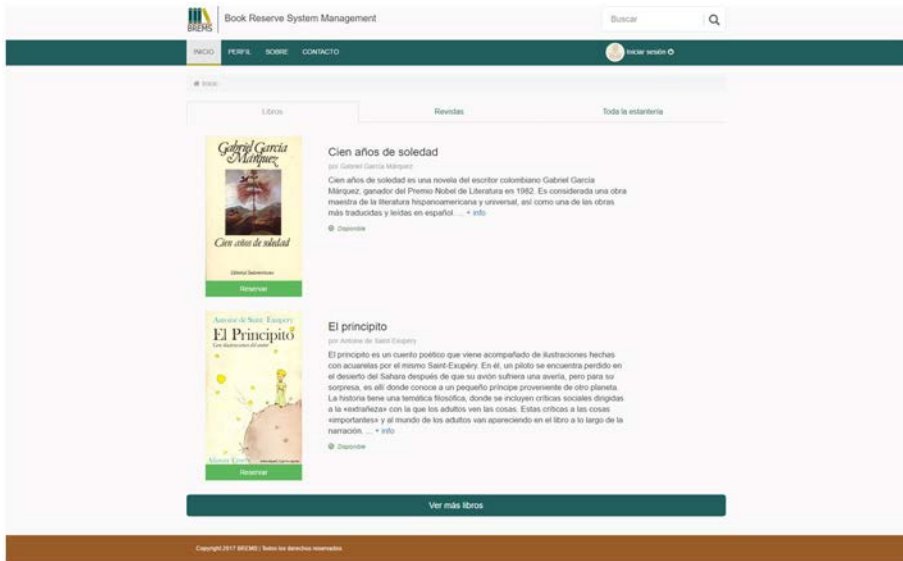 BREMS
Book Reserve System Management
Buscar
INICIO
PERFIL
SOBRE
CONTACTO
Iniciar sesión
Inicio
Libros
Revistas
Toda la estantería
Gabriel García
Márquez
Cien años de soledad
Editorial Sudamericana
Reservar
Cien años de soledad
por Gabriel García Márquez
Cien años de soledad es una novela del escritor colombiano Gabriel García
Márquez, ganador del Premio Nobel de Literatura en 1982. Es considerada una obra
maestra de la literatura hispanoamericana y universal, así como una de las obras
más traducidas y leídas en español. ... + info
Disponible
Antoine de Saint-Exupéry
El Principito
Con ilustraciones del autor
Reservar
El principito
por Antoine de Saint-Exupéry
El principito es un cuento poético que viene acompañado de ilustraciones hechas
con acuarelas por el mismo Saint-Exupéry. En él, un piloto se encuentra perdido en
el desierto del Sahara después de que su avión sufriera una avería, pero para su
sorpresa, es allí donde conoce a un pequeño príncipe proveniente de otro planeta.
La historia tiene una temática filosófica, donde se incluyen críticas sociales dirigidas
a la «extrañeza» con la que los adultos ven las cosas. Estas críticas a las cosas
«importantes» y al mundo de los adultos van apareciendo en el libro a lo largo de la
narración. ... + info
Disponible
Ver más libros
Copyright 2017 BREMS | Todos los derechos reservados